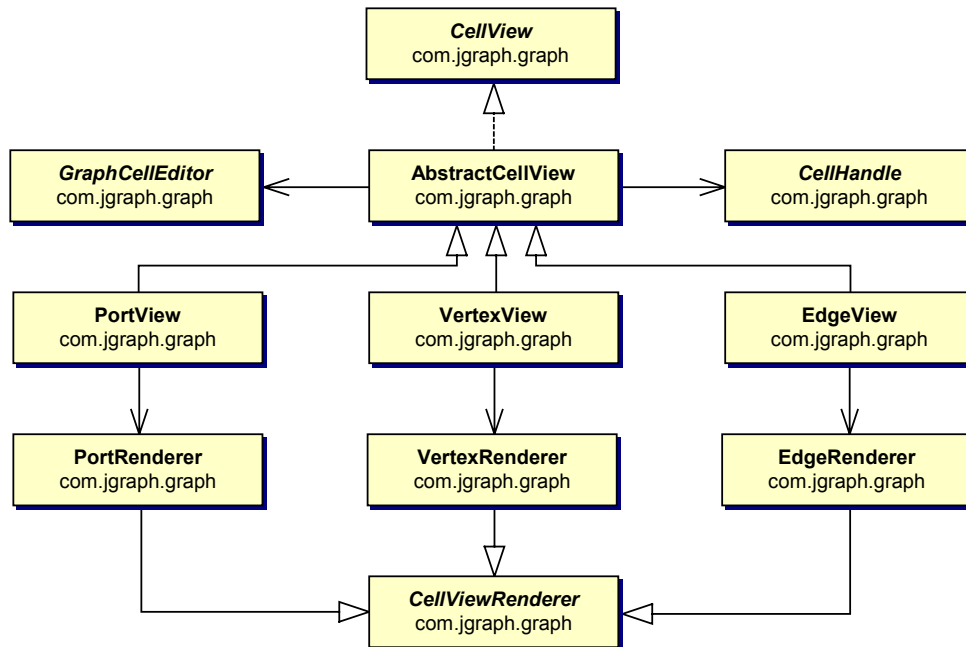 CellView
com.jgraph.graph
GraphCellEditor
com.jgraph.graph
AbstractCellView
com.jgraph.graph
CellHandle
com.jgraph.graph
PortView
com.jgraph.graph
VertexView
com.jgraph.graph
EdgeView
com.jgraph.graph
PortRenderer
com.jgraph.graph
VertexRenderer
com.jgraph.graph
EdgeRenderer
com.jgraph.graph
CellViewRenderer
com.jgraph.graph